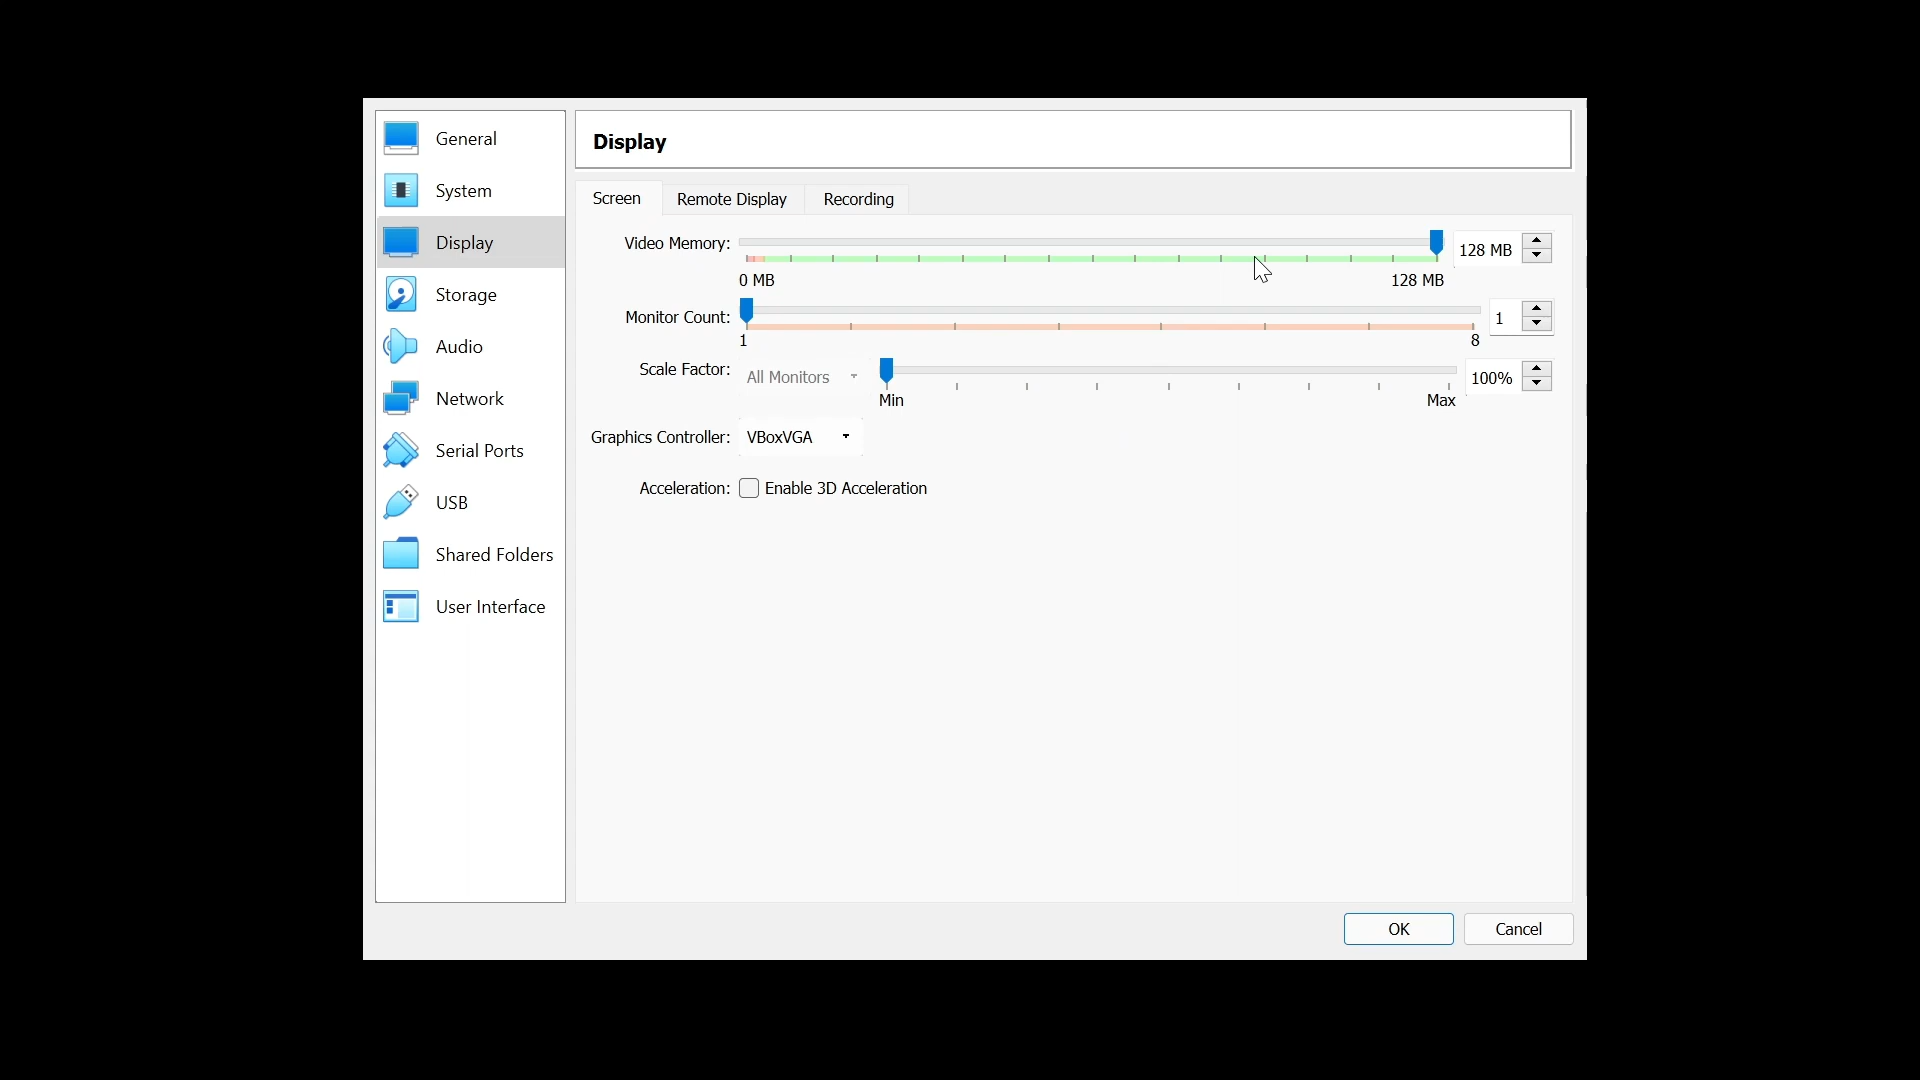 General
System
Display
Storage
Audio
Network
Serial Ports
USB
Shared Folders
User Interface
Display
Screen Remote Display Recording
Video Memory: 128 MB
0 MB 128 MB
Monitor Count: 1
1 8
Scale Factor: All Monitors 100%
Min Max
Graphics Controller: VBoxVGA
Acceleration: Enable 3D Acceleration
OK Cancel